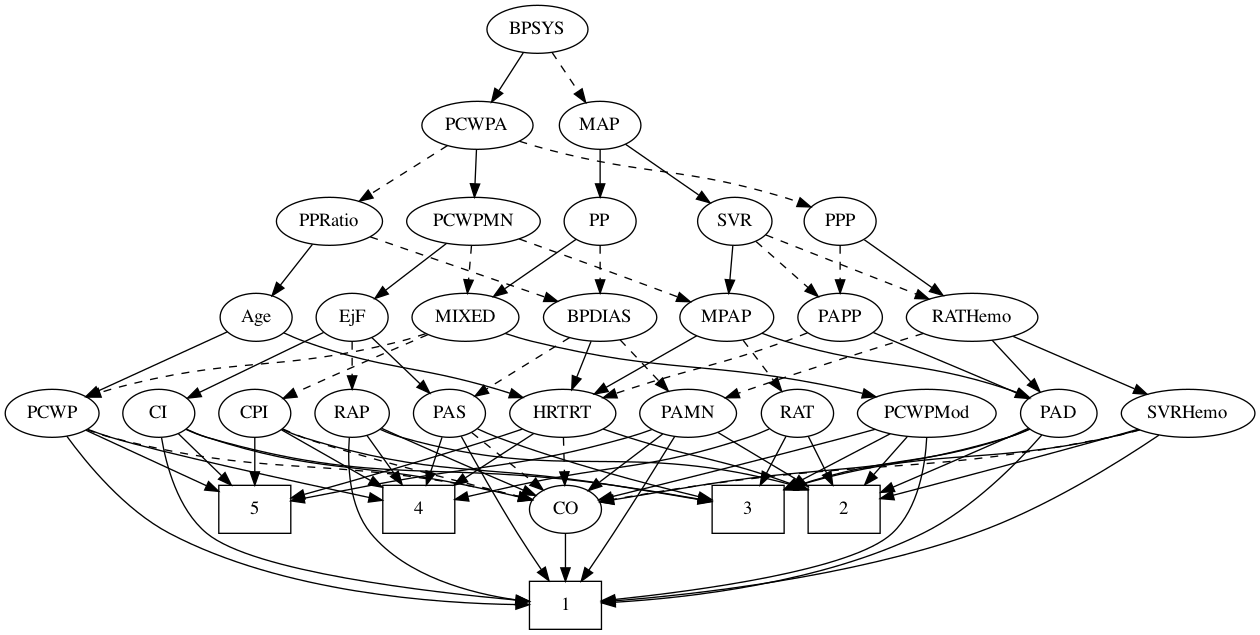 BPSYS
PCWPA
MAP
PPRatio
PCWPMN
PP
SVR
PPP
Age
EjF
MIXED
BPDIAS
MPAP
PAPP
RATHemo
PCWP
CI
CPI
RAP
PAS
HRTRT
PAMN
RAT
PCWPMod
PAD
SVRHemo
5
4
CO
3
2
1